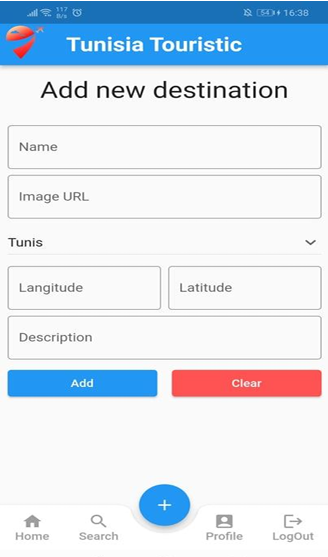 117
B/s
54
16:38
Tunisia Touristic
Add new destination
Name
Image URL
Tunis
Langitude
Latitude
Description
Add
Clear
+
Home
Search
Profile
LogOut